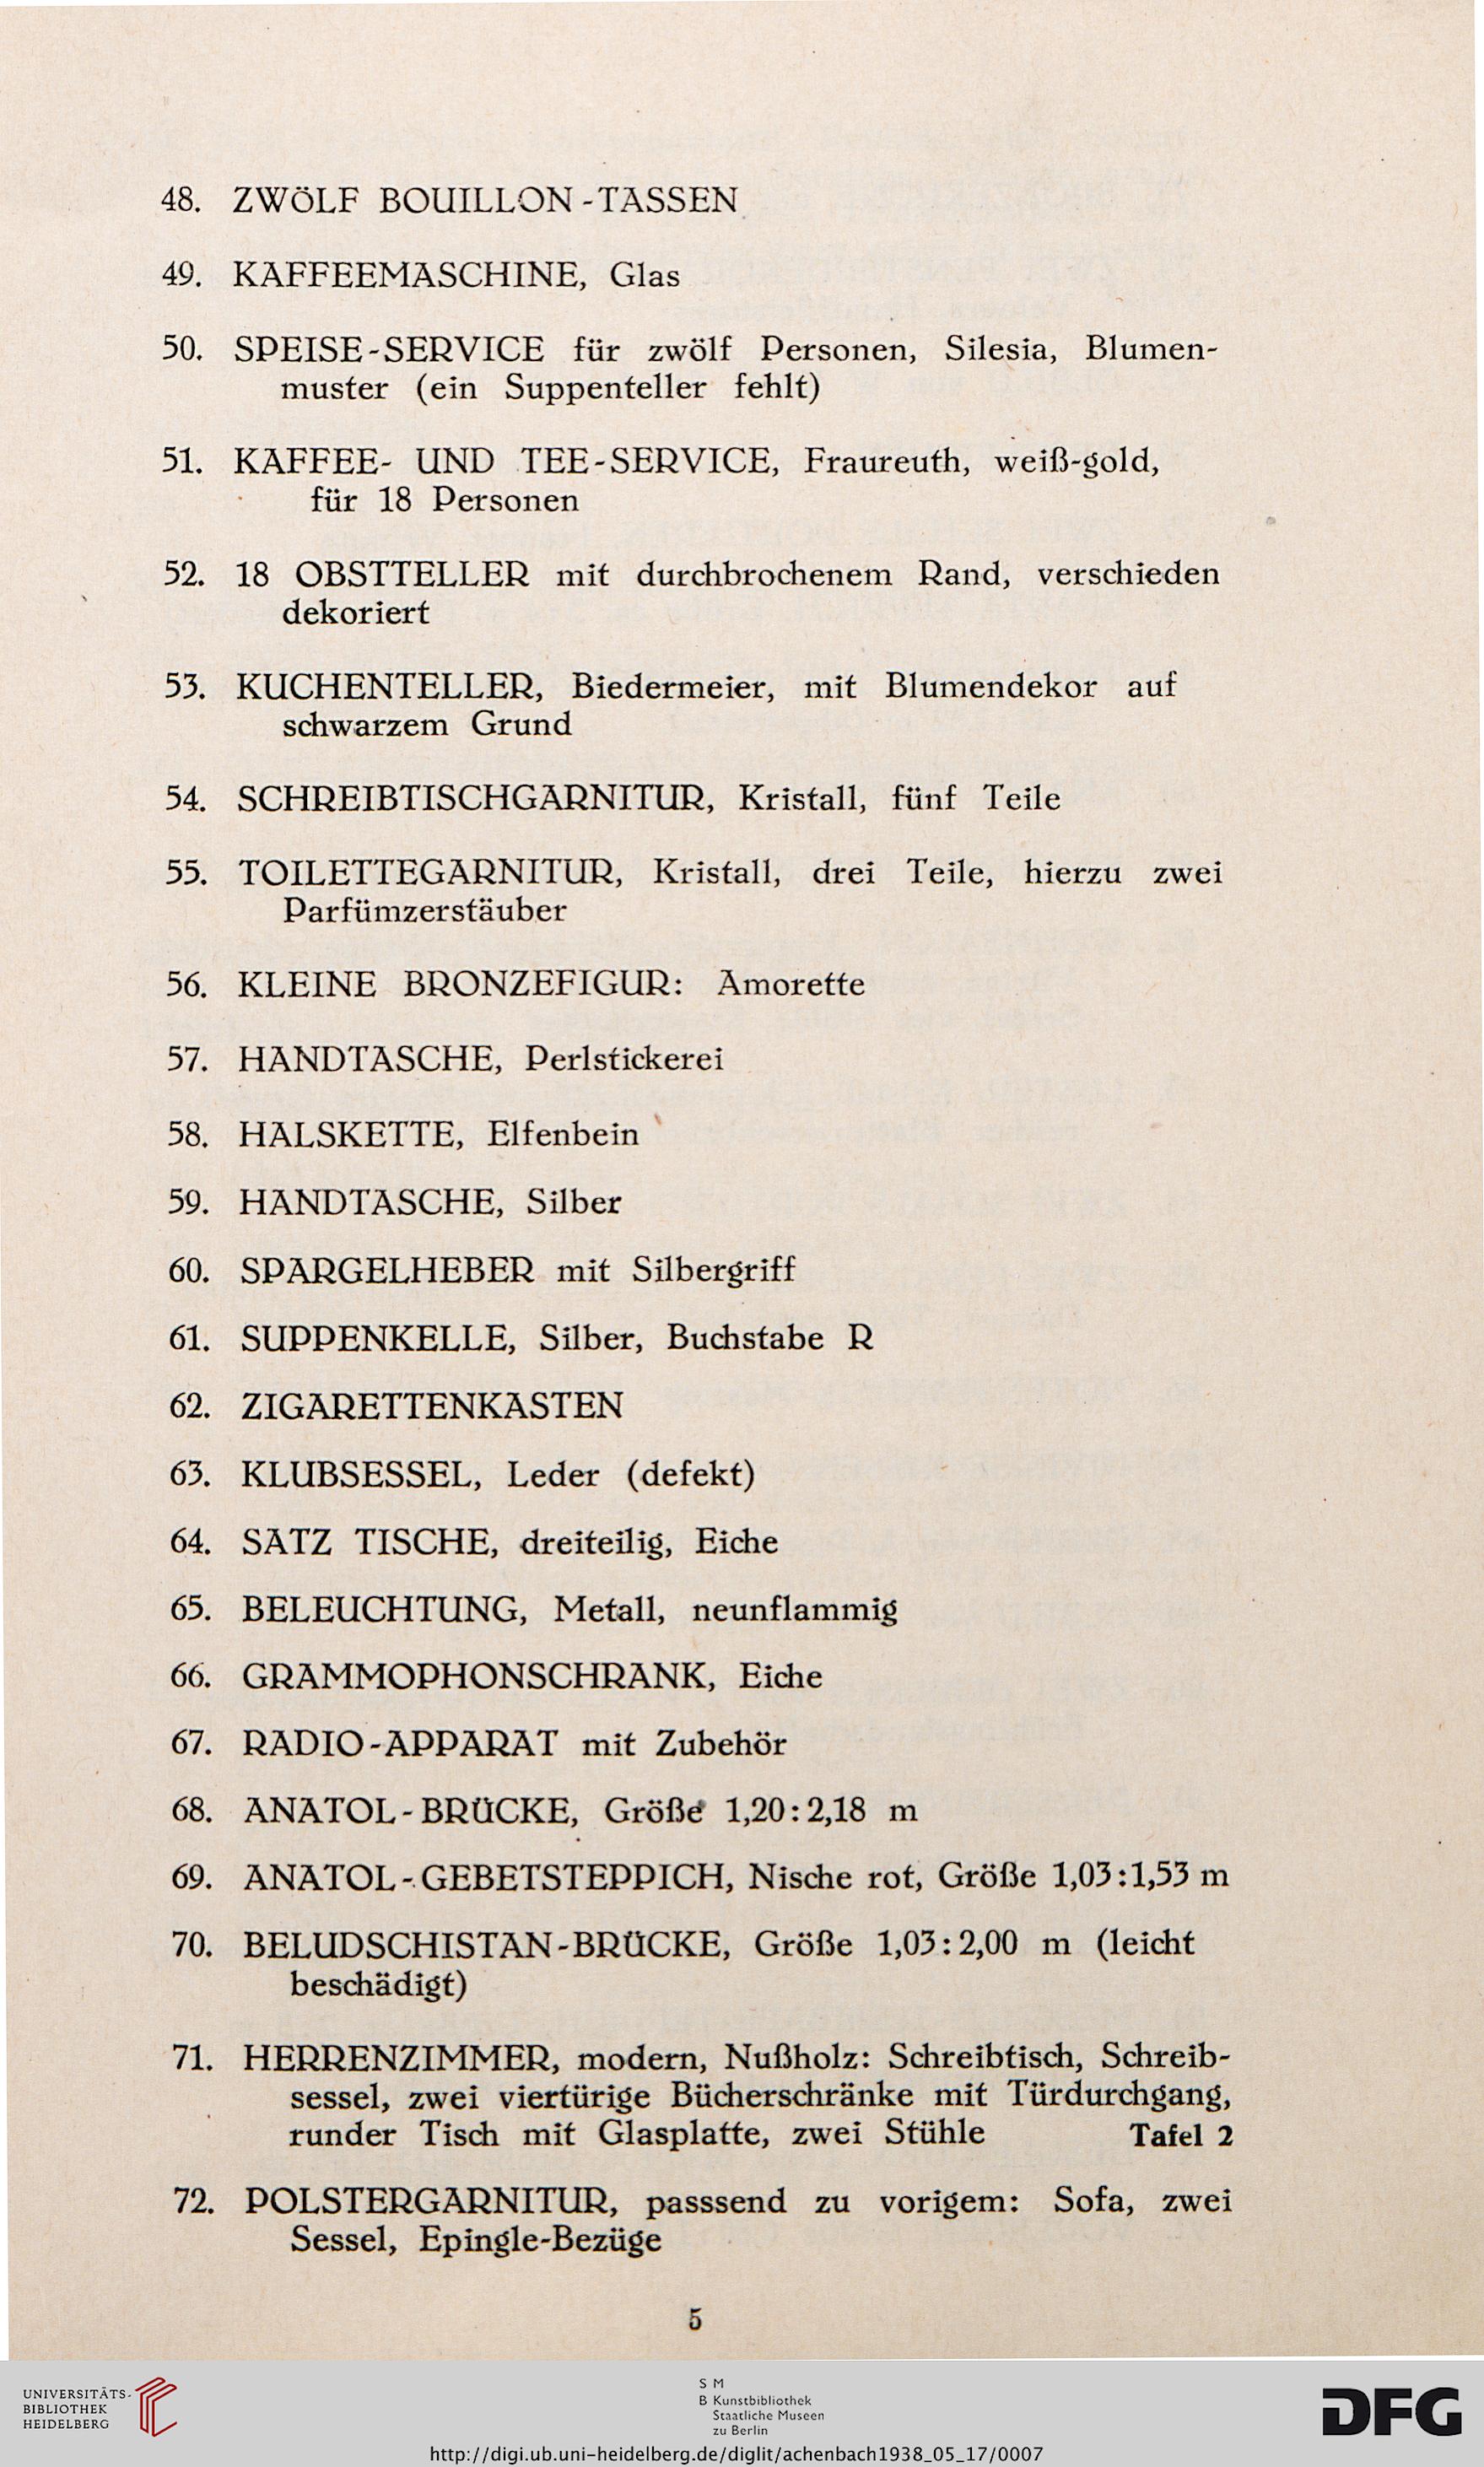 48. ZWÖLF BOUILLON-TASSEN
49. KAFFEEMASCHINE, Glas
50. SPEISE-SERVICE für zwölf Personen, Silesia, Blumen-
muster (ein Suppenteller fehlt)
51. KAFFEE- UND TEE-SERVICE, Fraureuth, weiß-gold,
für 18 Personen
52. 18 OBSTTELLER mit durchbrochenem Rand, verschieden
dekoriert
53. KUCHENTELLER, Biedermeier, mit Blumendekor auf
schwarzem Grund
54. SCHREIBTISCHGARNITUR, Kristall, fünf Teile
55. TOILETTEGARNITUR, Kristall, drei Teile, hierzu zwei
Parfümzerstäuber
56. KLEINE BRONZEFIGUR: Amorette
57. HANDTASCHE, Perlstickerei
58. HALSKETTE, Elfenbein
59. HANDTASCHE, Silber
60. SPARGELHEBER mit Silbergriff
61. SUPPENKELLE, Silber, Buchstabe R
62. ZIGARETTENKASTEN
63. KLUBSESSEL, Leder (defekt)
64. SATZ TISCHE, dreiteilig, Eiche
65. BELEUCHTUNG, Metall, neunflammig
66. GRAMMOPHONSCHRANK, Eiche
67. RADIO-APPARAT mit Zubehör
68. ANATOL-BRÜCKE, Größe 1,20:2,18 m
69. ANATOL-GEBETSTEPPICH, Nische rot, Größe 1,03:1,53 m
70. BELUDSCHISTAN-BRÜCKE, Größe 1,03:2,00 m (leicht
beschädigt)
71. HERRENZIMMER, modern, Nußholz: Schreibtisch, Schreib-
sessel, zwei viertürige Bücherschränke mit Türdurchgang,
runder Tisch mit Glasplatte, zwei Stühle Tafel 2
72. POLSTERGARNITUR, passsend zu vorigem: Sofa, zwei
Sessel, Epingle-Bezüge
5
UNIVERSITÄTS-
BIBLIOTHEK
HEIDELBERG
S M
B Kunstbibliothek
Staatliche Museen
zu Berlin
DFG
http://digi.ub.uni-heidelberg.de/diglit/achenbach1938_05_17/0007